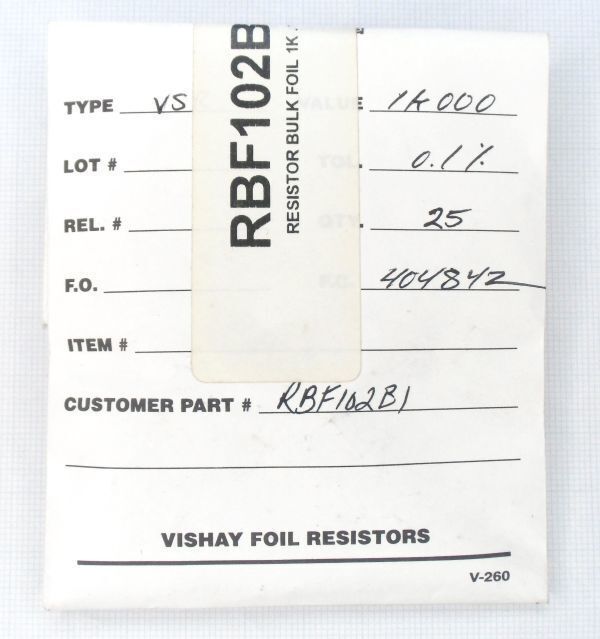 TYPE VSR VALUE 1K000
LOT # TOL. 0.1%
REL. # QTY. 25
F.O. F.C. 404842
ITEM #
CUSTOMER PART # RBF102B1
VISHAY FOIL RESISTORS
V-260
RBF102B
RESISTOR BULK FOIL 1K